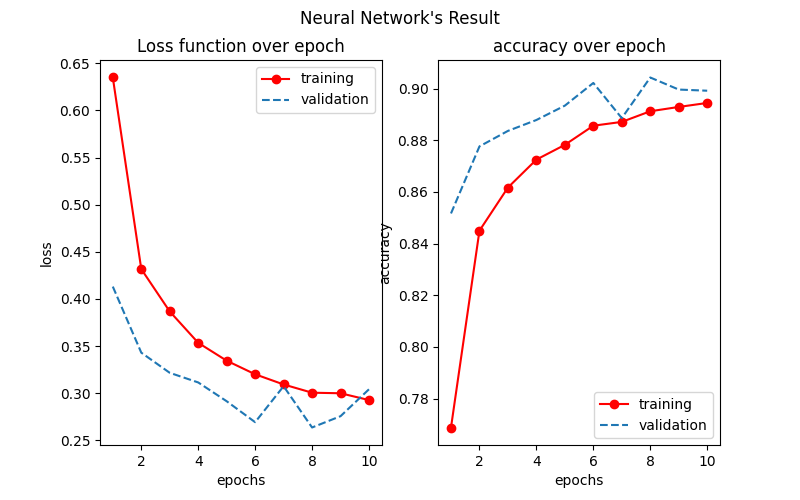 Neural Network's Result
Loss function over epoch
0.65
0.60
0.55
0.50
0.45
0.40
0.35
0.30
0.25
loss
training
validation
2
4
6
8
10
epochs
accuracy over epoch
0.90
0.88
0.86
0.84
0.82
0.80
0.78
accuracy
training
validation
2
4
6
8
10
epochs